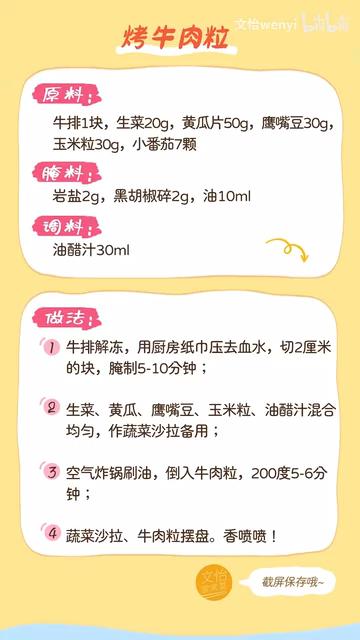 文怡wenyi
bilibili
烤牛肉粒
原料：
牛排1块，生菜20g，黄瓜片50g，鹰嘴豆30g，
玉米粒30g，小番茄7颗
腌料：
岩盐2g，黑胡椒碎2g，油10ml
调料：
油醋汁30ml
做法：
1 牛排解冻，用厨房纸巾压去血水，切2厘米
的块，腌制5-10分钟；
2 生菜、黄瓜、鹰嘴豆、玉米粒、油醋汁混合
均匀，作蔬菜沙拉备用；
3 空气炸锅刷油，倒入牛肉粒，200度5-6分
钟；
4 蔬菜沙拉、牛肉粒摆盘。香喷喷！
文怡
截屏保存哦~